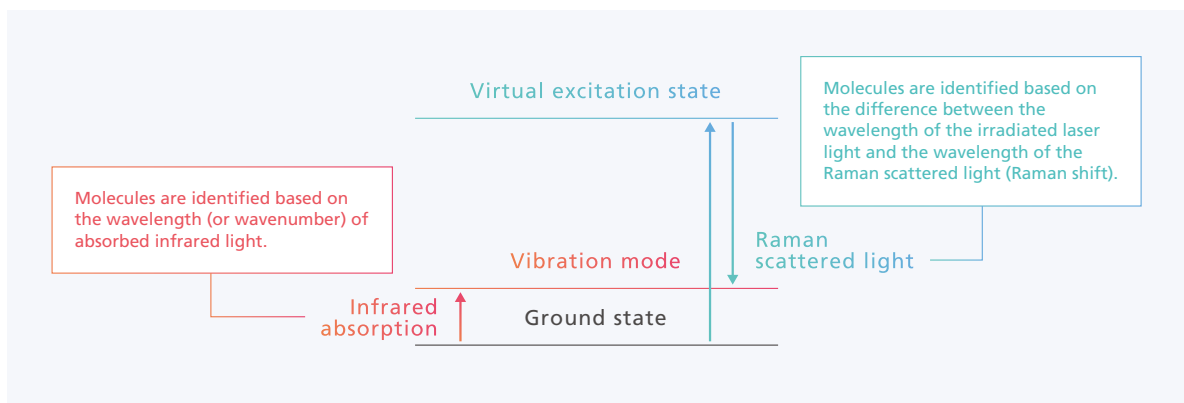 Virtual excitation state
Molecules are identified based on
the difference between the
wavelength of the irradiated laser
light and the wavelength of the
Raman scattered light (Raman shift).
Molecules are identified based on
the wavelength (or wavenumber) of
absorbed infrared light.
Raman
scattered light
Vibration mode
Infrared
absorption
Ground state